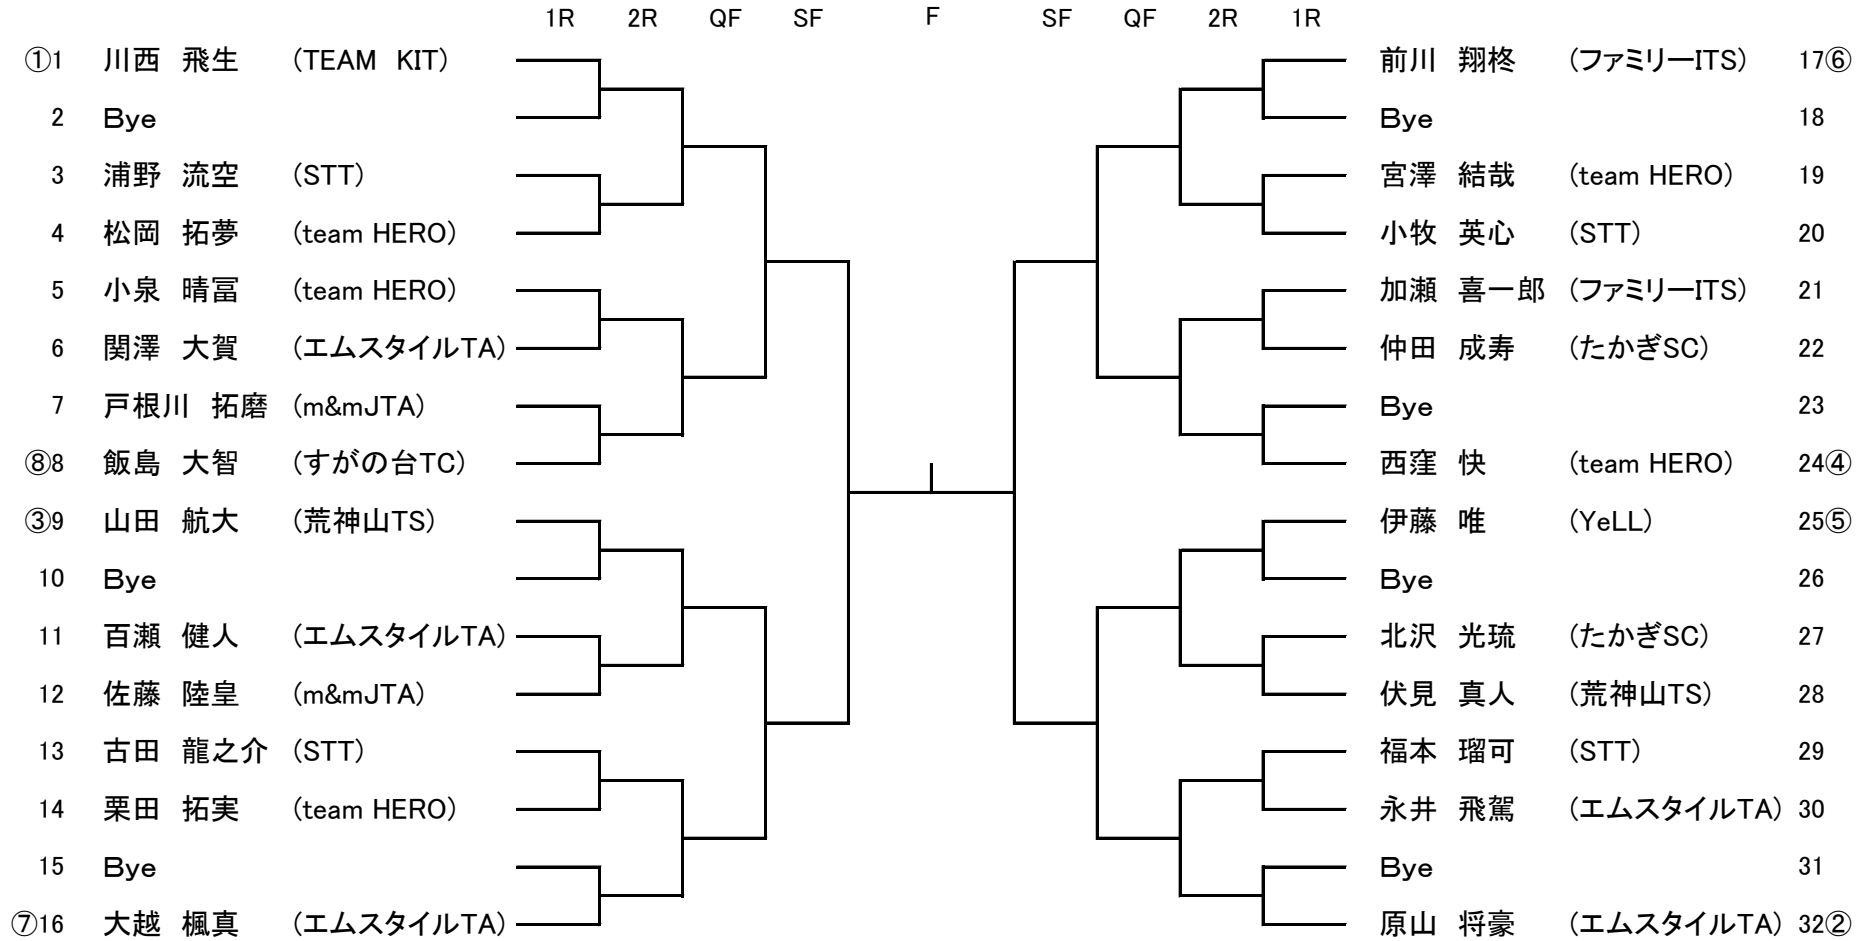 1R 2R QF SF F SF QF 2R 1R
①1 川西 飛生 (TEAM KIT) 前川 翔柊 (ファミリーITS) 17⑥
2 Bye Bye 18
3 浦野 流空 (STT) 宮澤 結哉 (team HERO) 19
4 松岡 拓夢 (team HERO) 小牧 英心 (STT) 20
5 小泉 晴冨 (team HERO) 加瀬 喜一郎 (ファミリーITS) 21
6 関澤 大賀 (エムスタイルTA) 仲田 成寿 (たかぎSC) 22
7 戸根川 拓磨 (m&mJTA) Bye 23
⑧8 飯島 大智 (すがの台TC) 西窪 快 (team HERO) 24④
③9 山田 航大 (荒神山TS) 伊藤 唯 (YeLL) 25⑤
10 Bye Bye 26
11 百瀬 健人 (エムスタイルTA) 北沢 光琉 (たかぎSC) 27
12 佐藤 陸皇 (m&mJTA) 伏見 真人 (荒神山TS) 28
13 古田 龍之介 (STT) 福本 瑠可 (STT) 29
14 栗田 拓実 (team HERO) 永井 飛駕 (エムスタイルTA) 30
15 Bye Bye 31
⑦16 大越 楓真 (エムスタイルTA) 原山 将豪 (エムスタイルTA) 32②